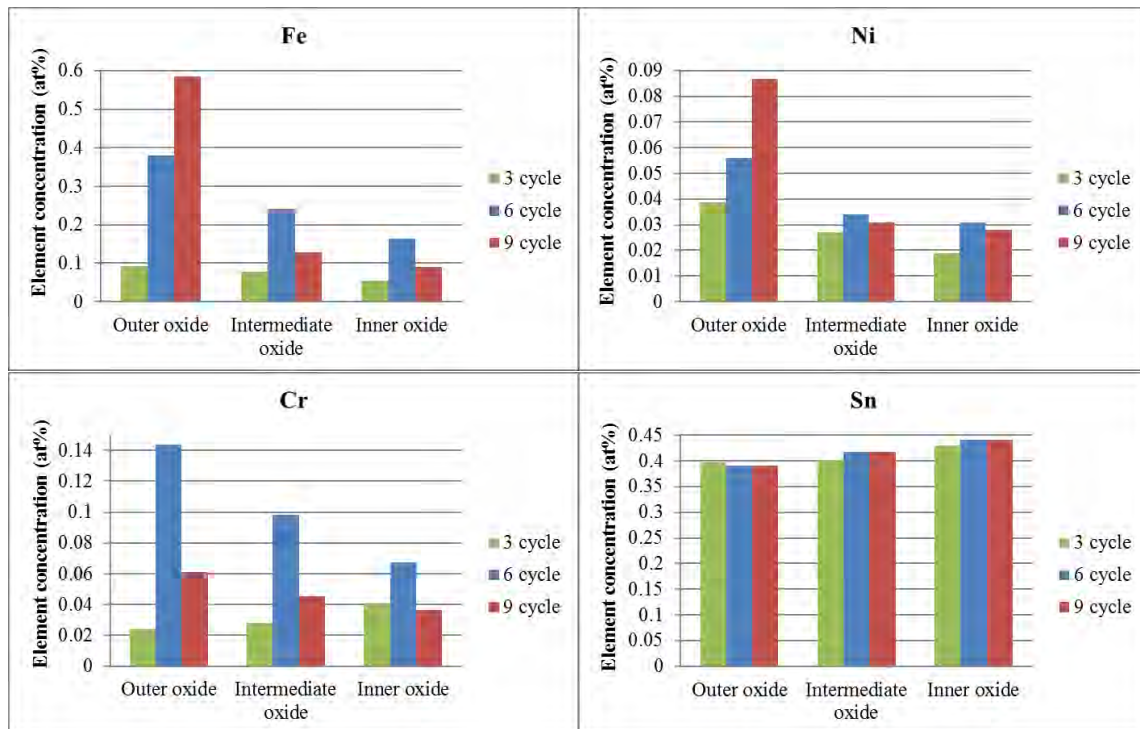 Fe
Element concentration (at%)
0.6
0.5
0.4
0.3
0.2
0.1
0
Outer oxide
Intermediate
oxide
Inner oxide
3 cycle
6 cycle
9 cycle
Ni
Element concentration (at%)
0.09
0.08
0.07
0.06
0.05
0.04
0.03
0.02
0.01
0
Outer oxide
Intermediate
oxide
Inner oxide
3 cycle
6 cycle
9 cycle
Cr
Element concentration (at%)
0.14
0.12
0.1
0.08
0.06
0.04
0.02
0
Outer oxide
Intermediate
oxide
Inner oxide
3 cycle
6 cycle
9 cycle
Sn
Element concentration (at%)
0.45
0.4
0.35
0.3
0.25
0.2
0.15
0.1
0.05
0
Outer oxide
Intermediate
oxide
Inner oxide
3 cycle
6 cycle
9 cycle